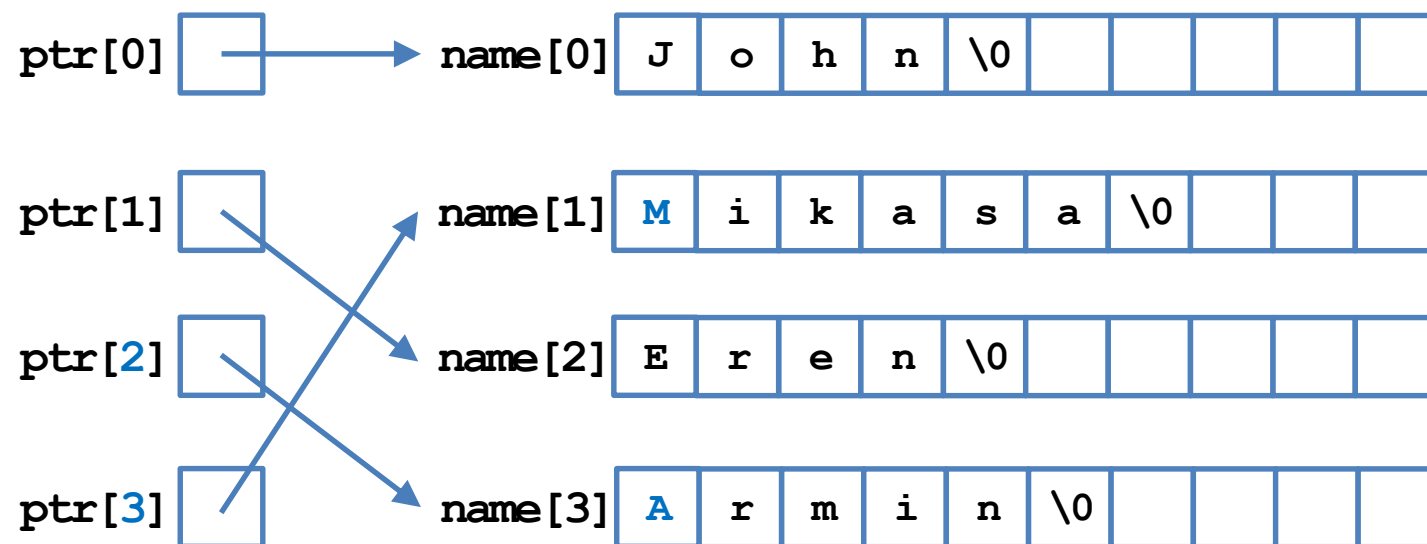 ptr[0] name[0] J o h n \0
ptr[1] name[1] M i k a s a \0
ptr[2] name[2] E r e n \0
ptr[3] name[3] A r m i n \0